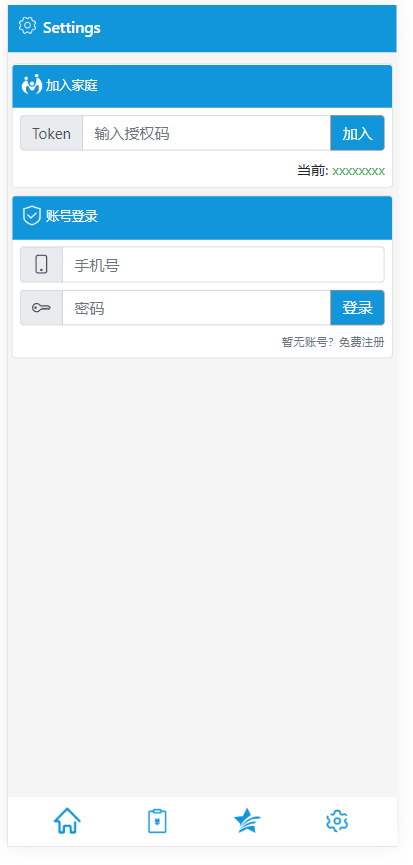 Settings
加入家庭
Token 输入授权码 加入
当前: xxxxxxxx
账号登录
手机号
密码 登录
暂无账号？免费注册
¥